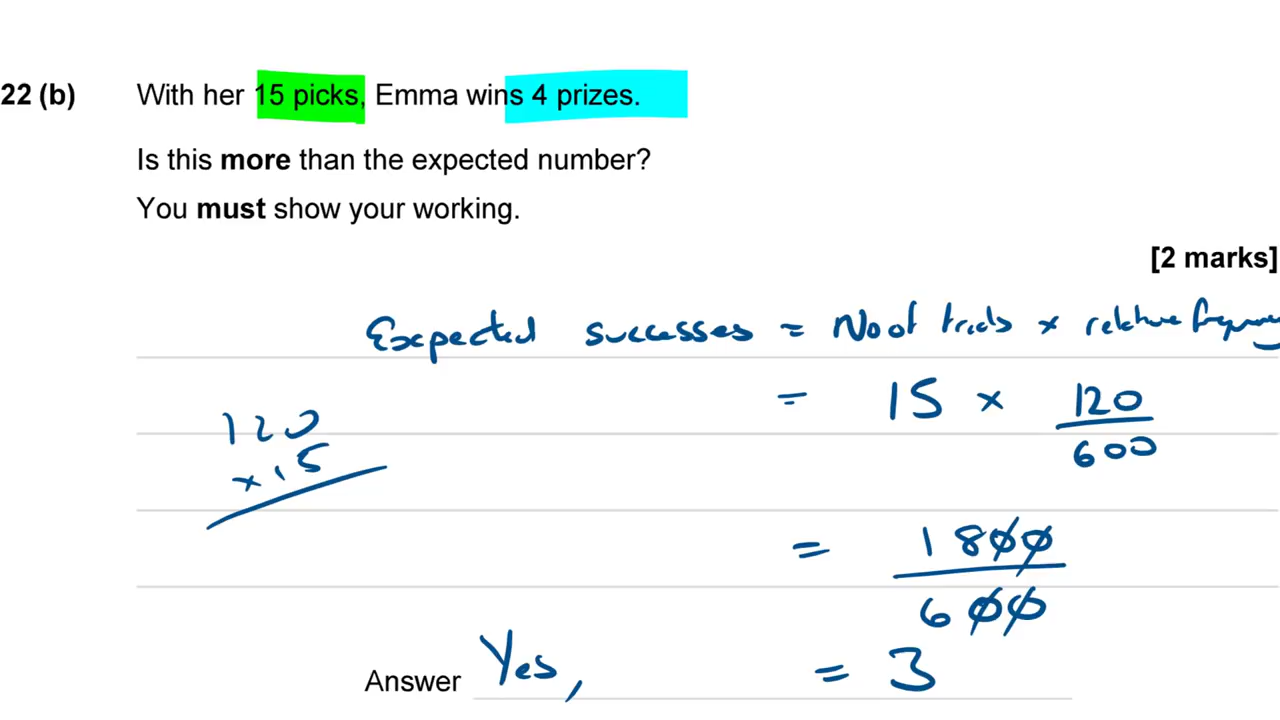 22 (b) With her 15 picks, Emma wins 4 prizes.
Is this more than the expected number?
You must show your working.
[2 marks]
Expected successes = No of trials × relative frequency
= 15 × 120/600
120
× 15
= 1800/600
Answer Yes, = 3